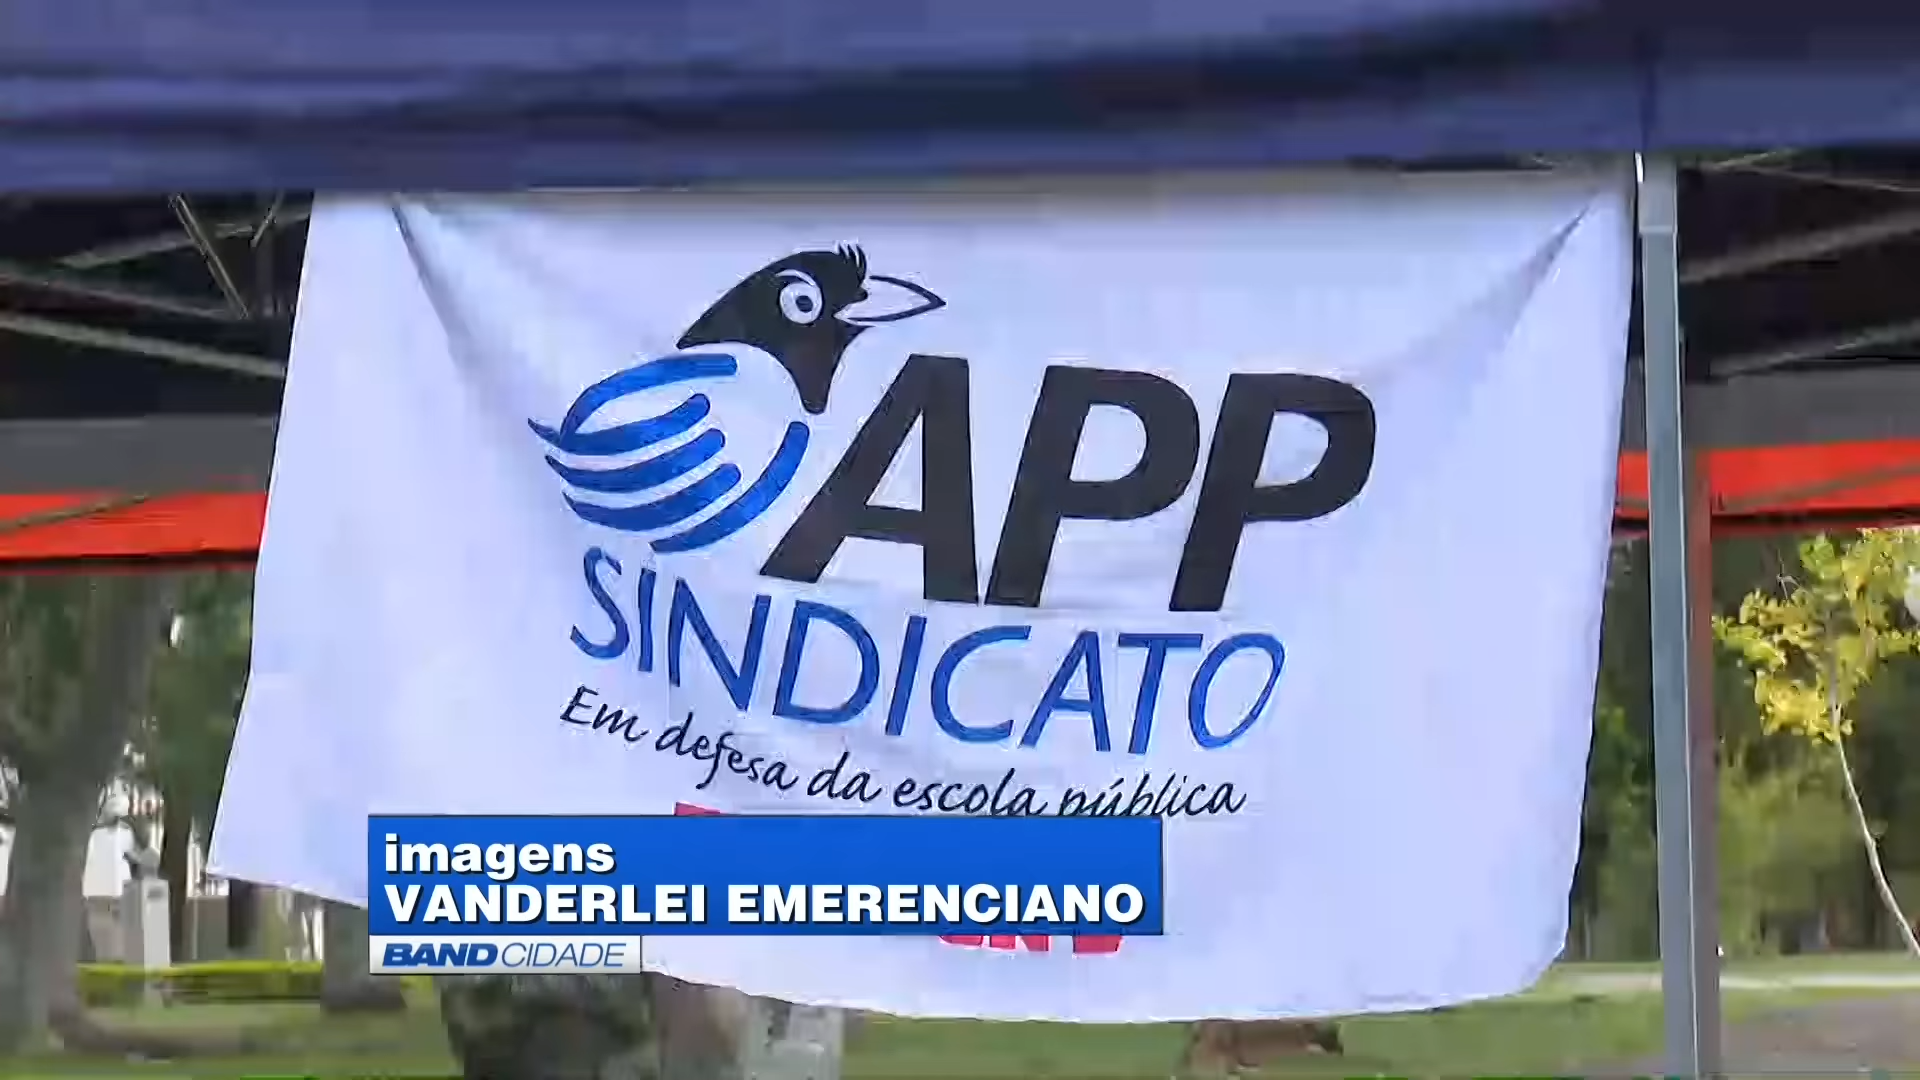 APP
SINDICATO
Em defesa da escola pública
imagens
VANDERLEI EMERENCIANO
BAND CIDADE